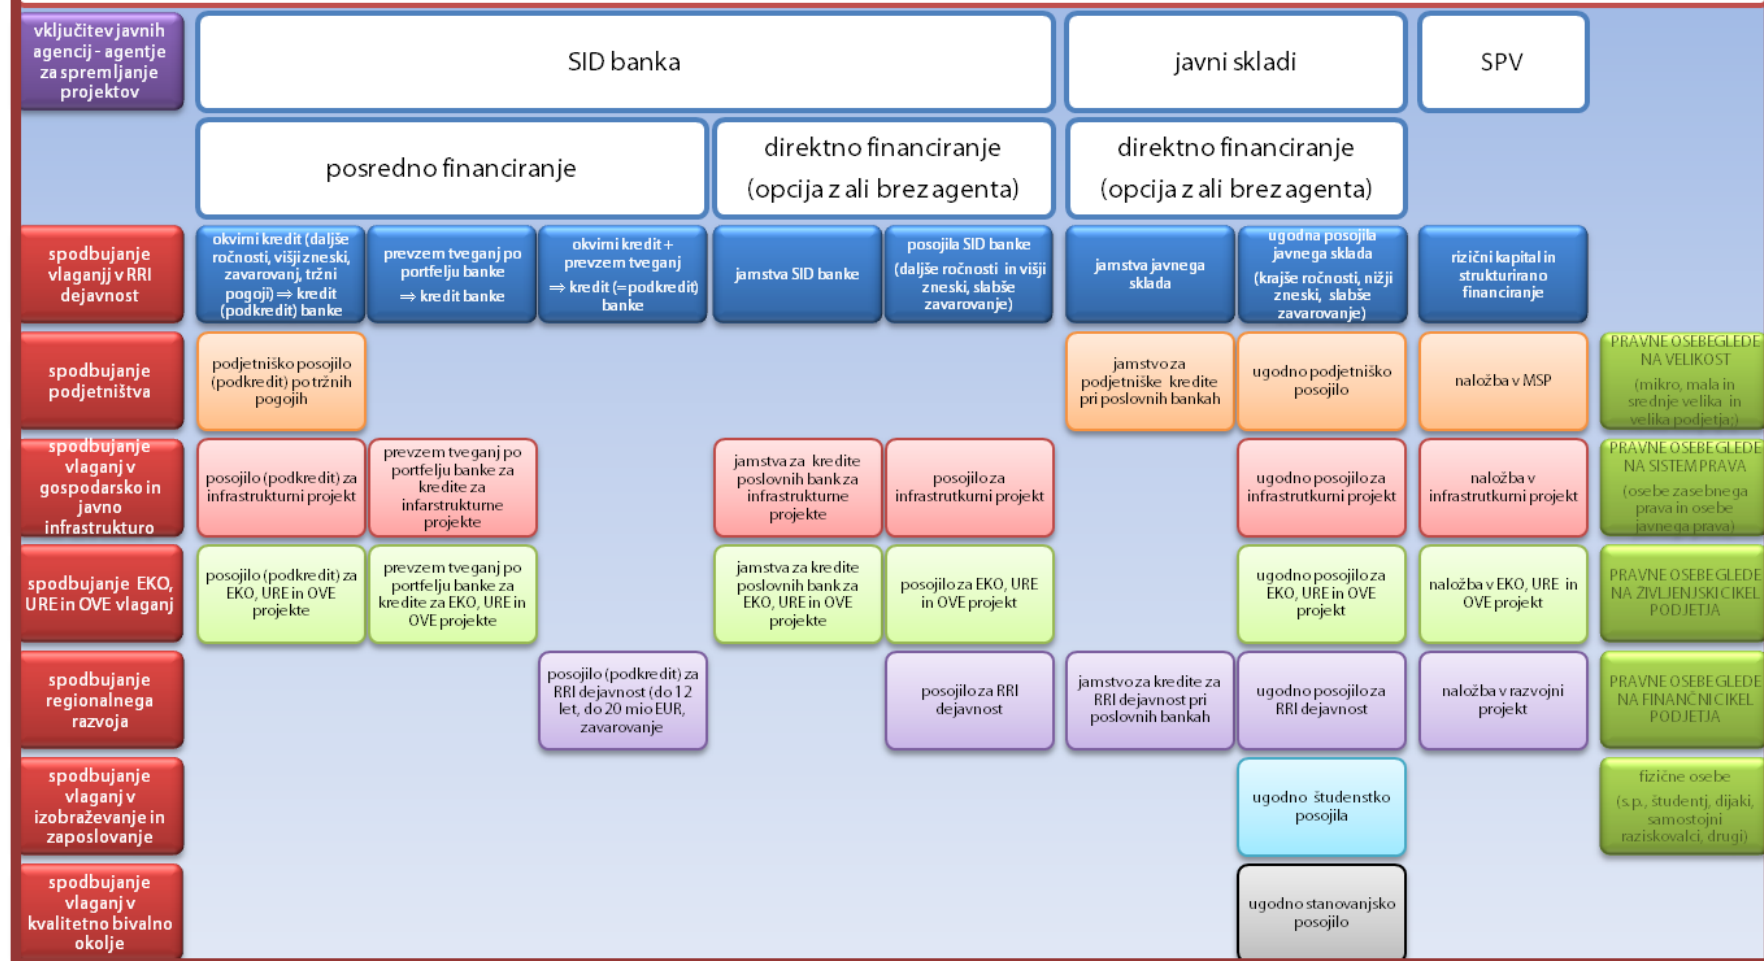 vključitev javnih
agencij - agentje
za spremljanje
projektov
SID banka
javni skladi
SPV
posredno financiranje
direktno financiranje
(opcija z ali brez agenta)
direktno financiranje
(opcija z ali brez agenta)
spodbujanje
vlaganjj v RRI
dejavnost
okvirni kredit (daljše
ročnosti, višji zneski,
zavarovanj, tržni
pogoji) ⇒ kredit
(podkredit) banke
prevzem tveganj po
portfelju banke
⇒ kredit banke
okvirni kredit +
prevzem tveganj
⇒ kredit (=podkredit)
banke
jamstva SID banke
posojila SID banke
(daljše ročnosti in višji
zneski, slabše
zavarovanje)
jamstva javnega
sklada
ugodna posojila
javnega sklada
(krajše ročnosti, nižji
zneski, slabše
zavarovanje)
rizični kapital in
strukturirano
financiranje
spodbujanje
podjetništva
podjetniško posojilo
(podkredit) po tržnih
pogojih
jamstvo za
podjetniške kredite
pri poslovnih bankah
ugodno podjetniško
posojilo
naložba v MSP
PRAVNE OSEBEGLEDE
NA VELIKOST
(mikro, mala in
srednje velika in
velika podjetja;)
spodbujanje
vlaganj v
gospodarsko in
javno
infrastrukturo
posojilo (podkredit) za
infrastrukturni projekt
prevzem tveganj po
portfelju banke za
kredite za
infarstrukturne
projekte
jamstva za kredite
poslovnih bank za
infrastrukturne
projekte
posojilo za
infrastrutkurni projekt
ugodno posojilo za
infrastrutkurni projekt
naložba v
infrastrutkurni projekt
PRAVNE OSEBEGLEDE
NA SISTEM PRAVA
(osebe zasebnega
prava in osebe
javnega prava)
spodbujanje EKO,
URE in OVE vlaganj
posojilo (podkredit) za
EKO, URE in OVE
projekte
prevzem tveganj po
portfelju banke za
kredite za EKO, URE in
OVE projekte
jamstva za kredite
poslovnih bank za
EKO, URE in OVE
projekte
posojilo za EKO, URE
in OVE projekt
ugodno posojilo za
EKO, URE in OVE
projekt
naložba v EKO, URE in
OVE projekt
PRAVNE OSEBEGLEDE
NA ŽIVLJENJSKI CIKEL
PODJETJA
spodbujanje
regionalnega
razvoja
posojilo (podkredit) za
RRI dejavnost (do 12
let, do 20 mio EUR,
zavarovanje
posojilo za RRI
dejavnost
jamstvo za kredite za
RRI dejavnost pri
poslovnih bankah
ugodno posojilo za
RRI dejavnost
naložba v razvojni
projekt
PRAVNE OSEBEGLEDE
NA FINANČNI CIKEL
PODJETJA
spodbujanje
vlaganj v
izobraževanje in
zaposlovanje
ugodno študenstko
posojila
fizične osebe
(s.p., študentj, dijaki,
samostojni
raziskovalci, drugi)
spodbujanje
vlaganj v
kvalitetno bivalno
okolje
ugodno stanovanjsko
posojilo